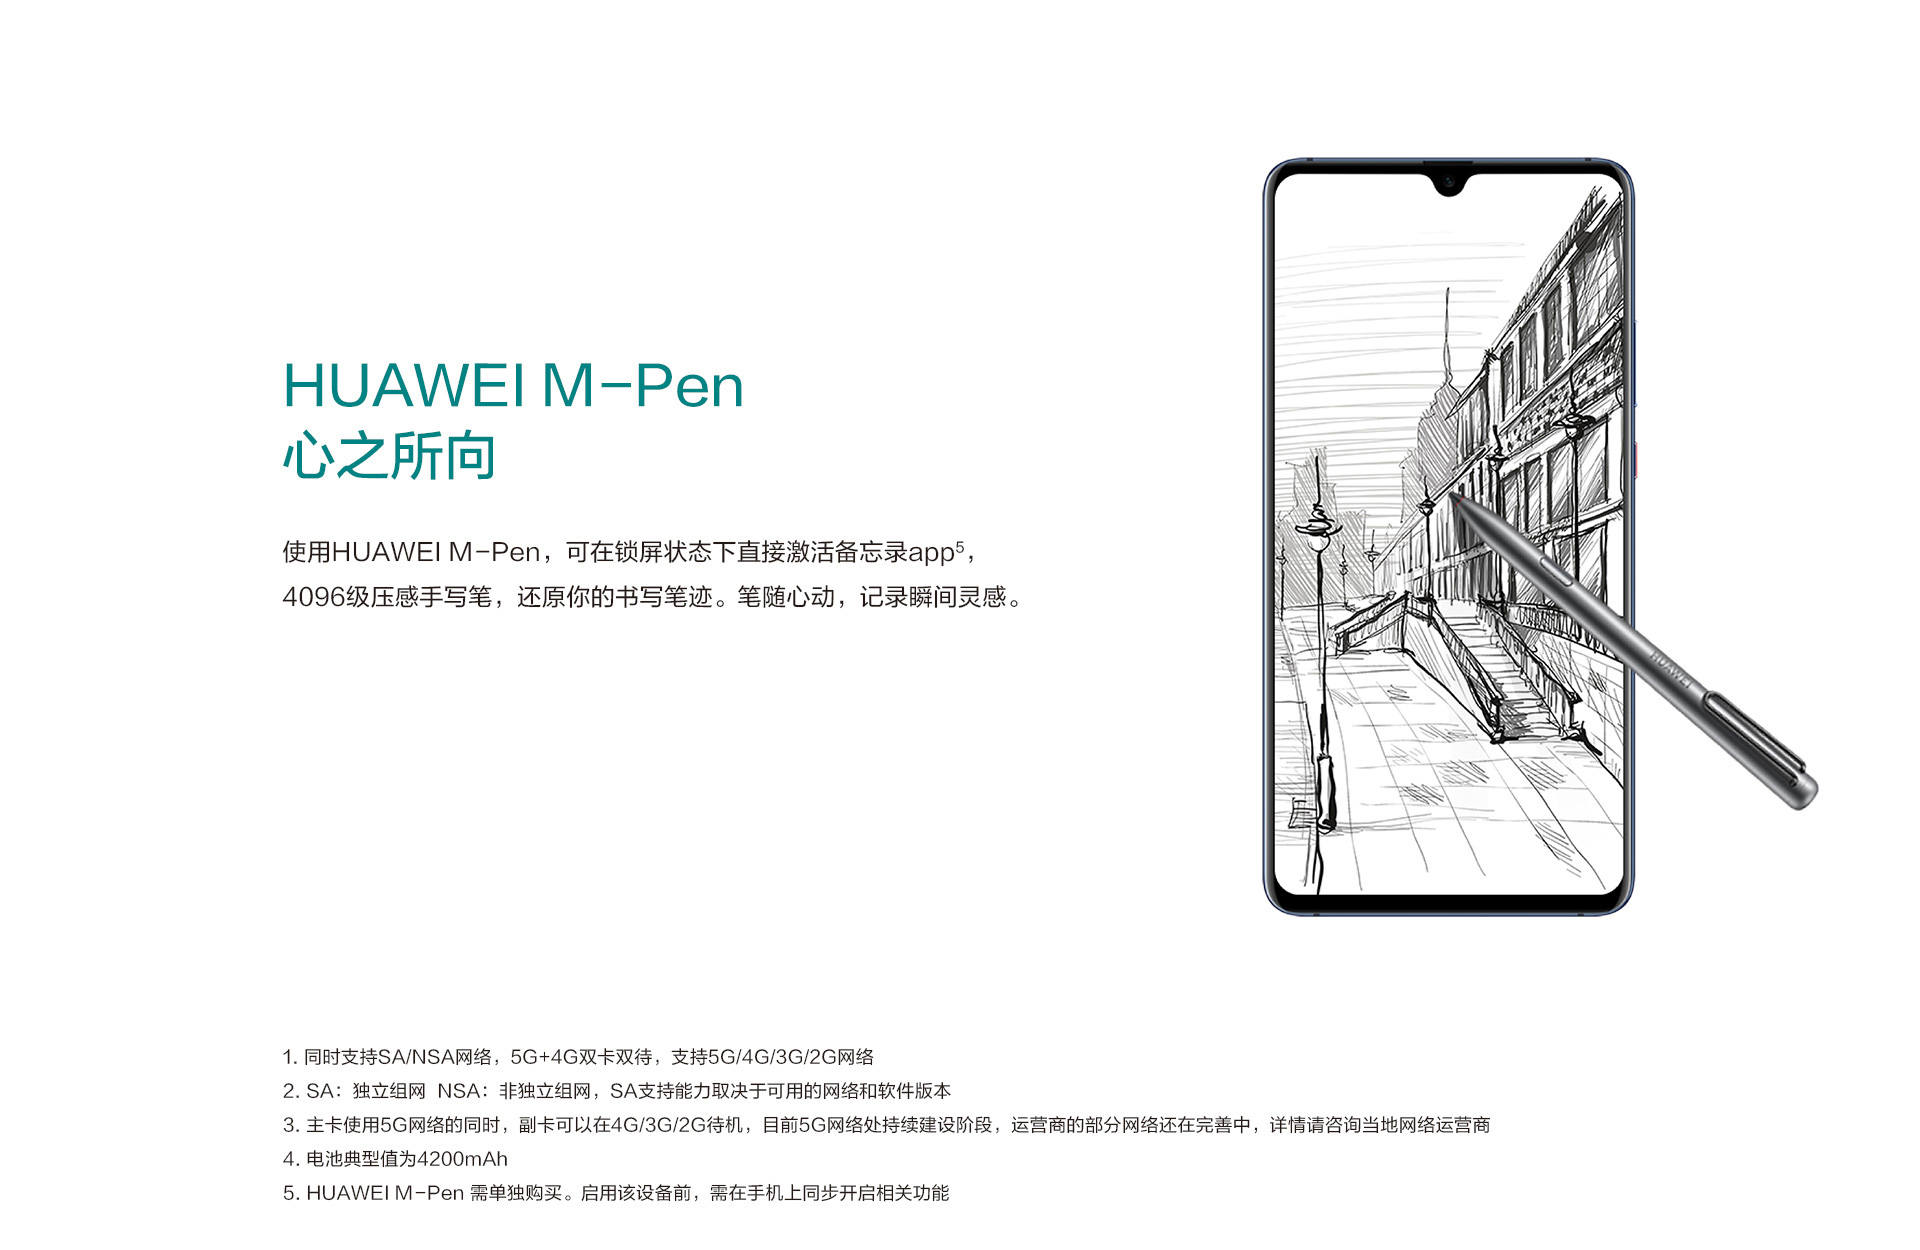 HUAWEI M-Pen
心之所向
使用HUAWEI M-Pen，可在锁屏状态下直接激活备忘录app⁵，
4096级压感手写笔，还原你的书写笔迹。笔随心动，记录瞬间灵感。
HUAWEI
1. 同时支持SA/NSA网络，5G+4G双卡双待，支持5G/4G/3G/2G网络
2. SA：独立组网 NSA：非独立组网，SA支持能力取决于可用的网络和软件版本
3. 主卡使用5G网络的同时，副卡可以在4G/3G/2G待机，目前5G网络处持续建设阶段，运营商的部分网络还在完善中，详情请咨询当地网络运营商
4. 电池典型值为4200mAh
5. HUAWEI M-Pen 需单独购买。启用该设备前，需在手机上同步开启相关功能